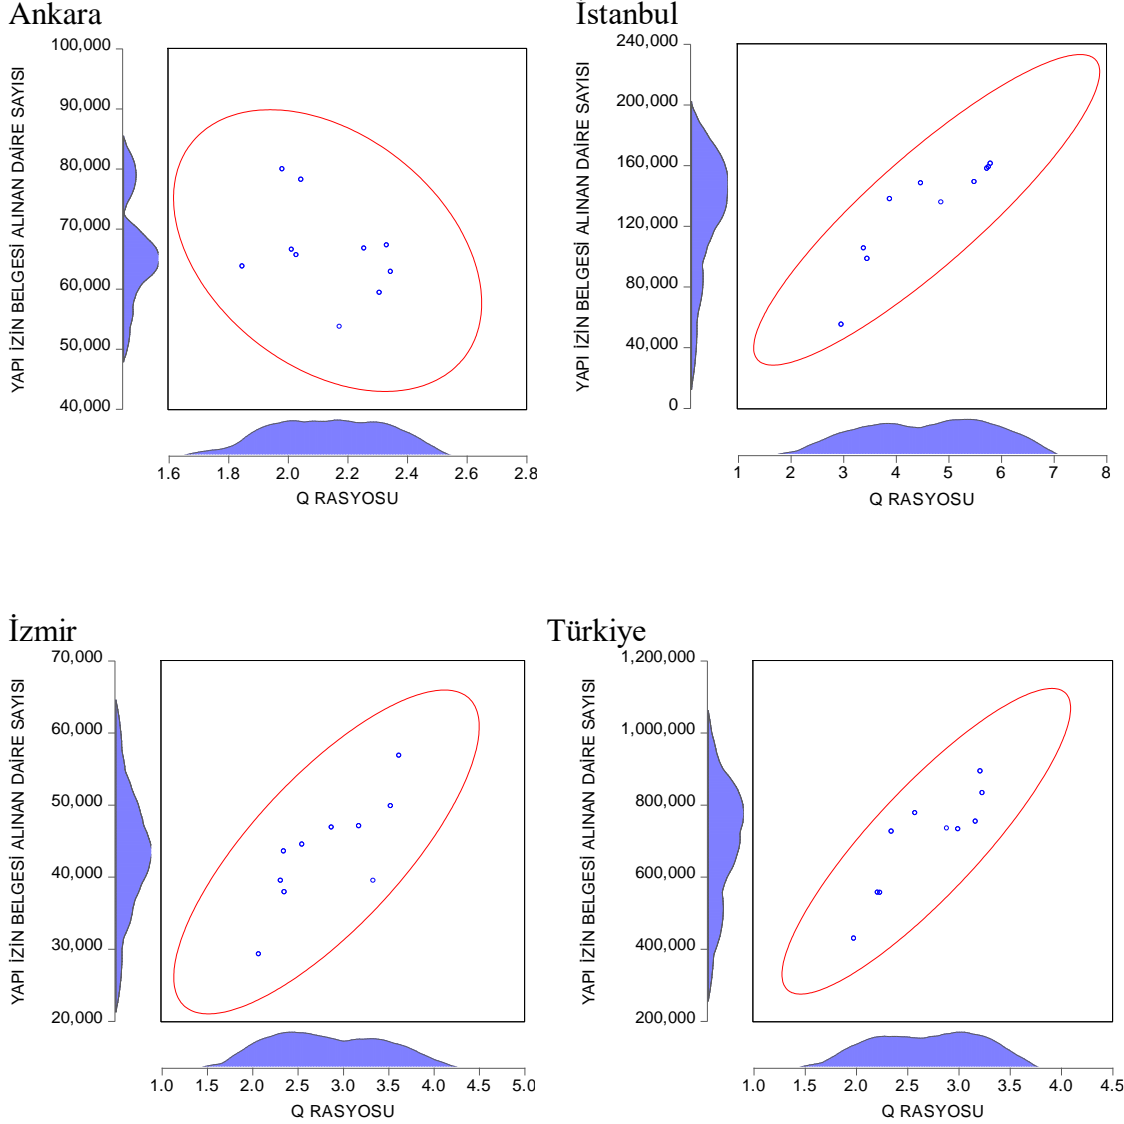 Ankara
YAPI İZİN BELGESİ ALINAN DAİRE SAYISI
100,000
90,000
80,000
70,000
60,000
50,000
40,000
1.6 1.8 2.0 2.2 2.4 2.6 2.8
Q RASYOSU
İstanbul
YAPI İZİN BELGESİ ALINAN DAİRE SAYISI
240,000
200,000
160,000
120,000
80,000
40,000
0
1 2 3 4 5 6 7 8
Q RASYOSU
İzmir
YAPI İZİN BELGESİ ALINAN DAİRE SAYISI
70,000
60,000
50,000
40,000
30,000
20,000
1.0 1.5 2.0 2.5 3.0 3.5 4.0 4.5 5.0
Q RASYOSU
Türkiye
YAPI İZİN BELGESİ ALINAN DAİRE SAYISI
1,200,000
1,000,000
800,000
600,000
400,000
200,000
1.0 1.5 2.0 2.5 3.0 3.5 4.0 4.5
Q RASYOSU